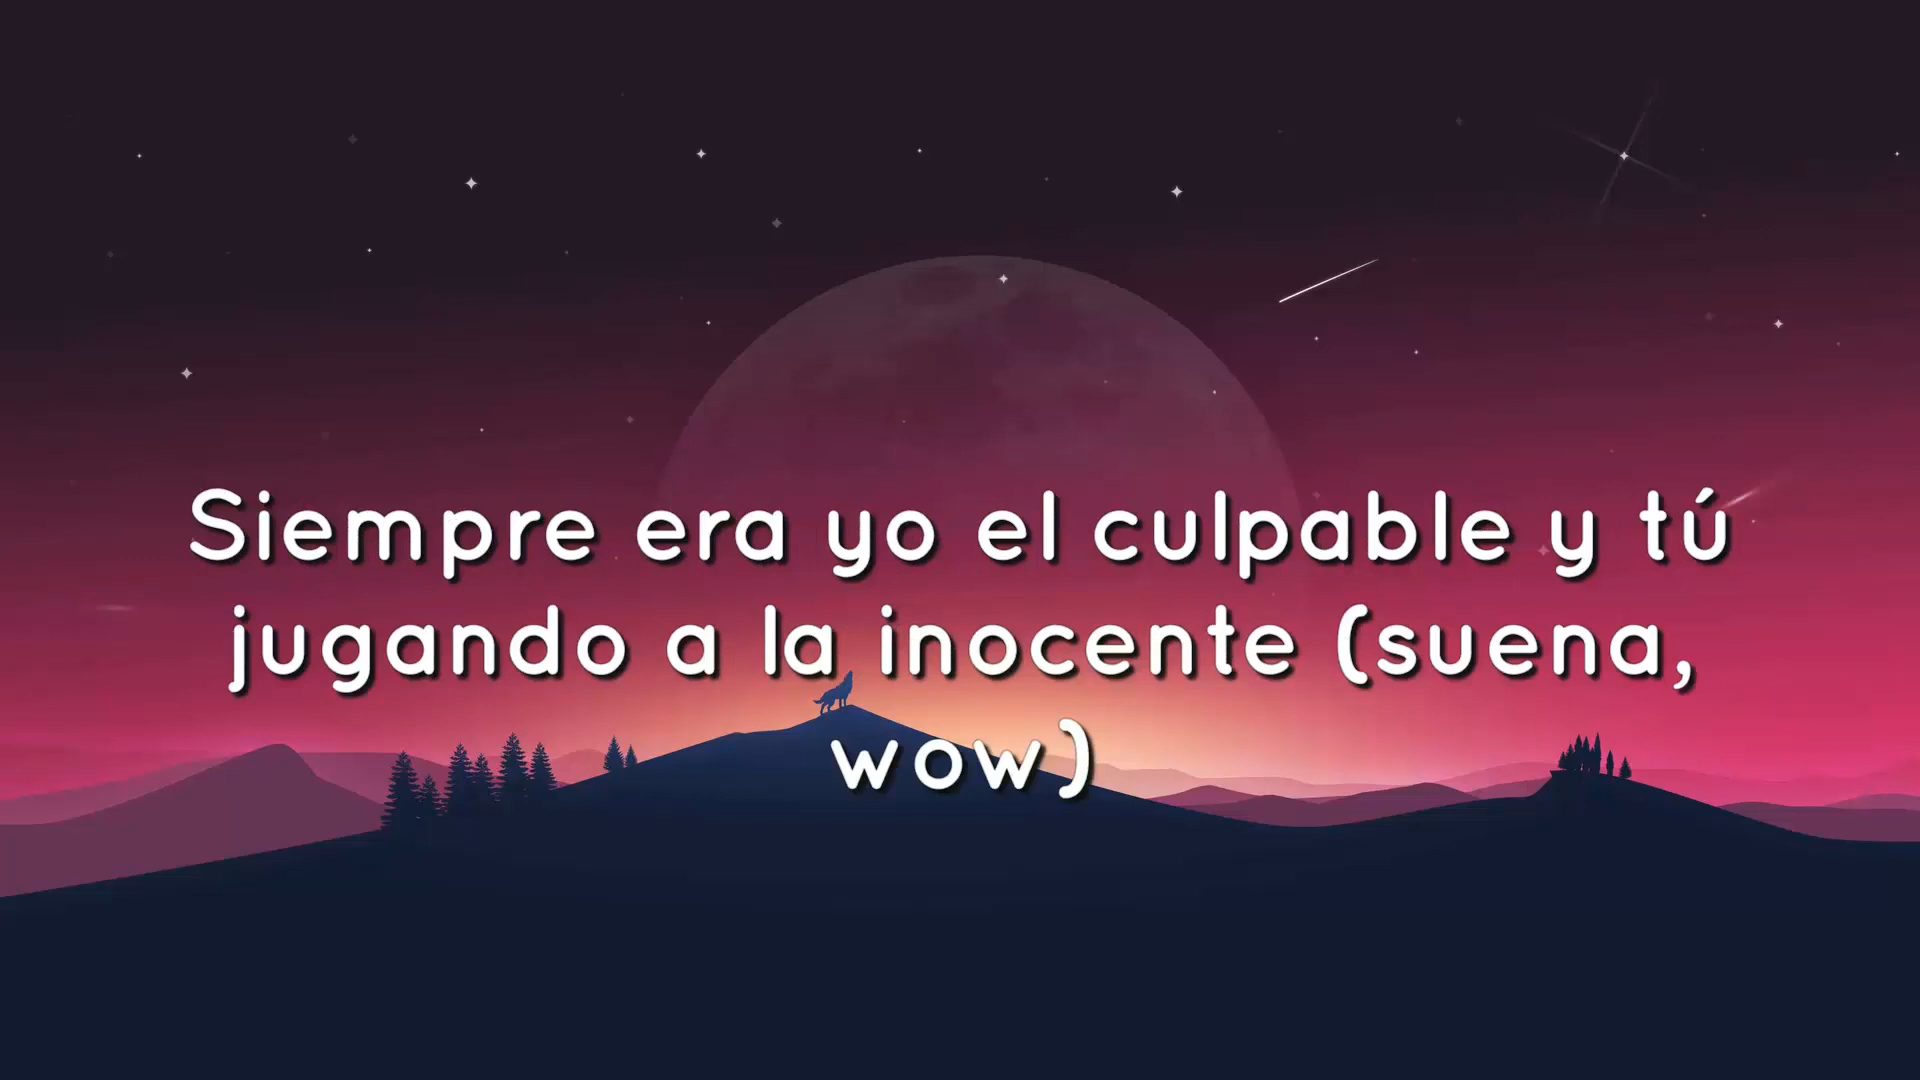 Siempre era yo el culpable y tú
jugando a la inocente (suena,
wow)